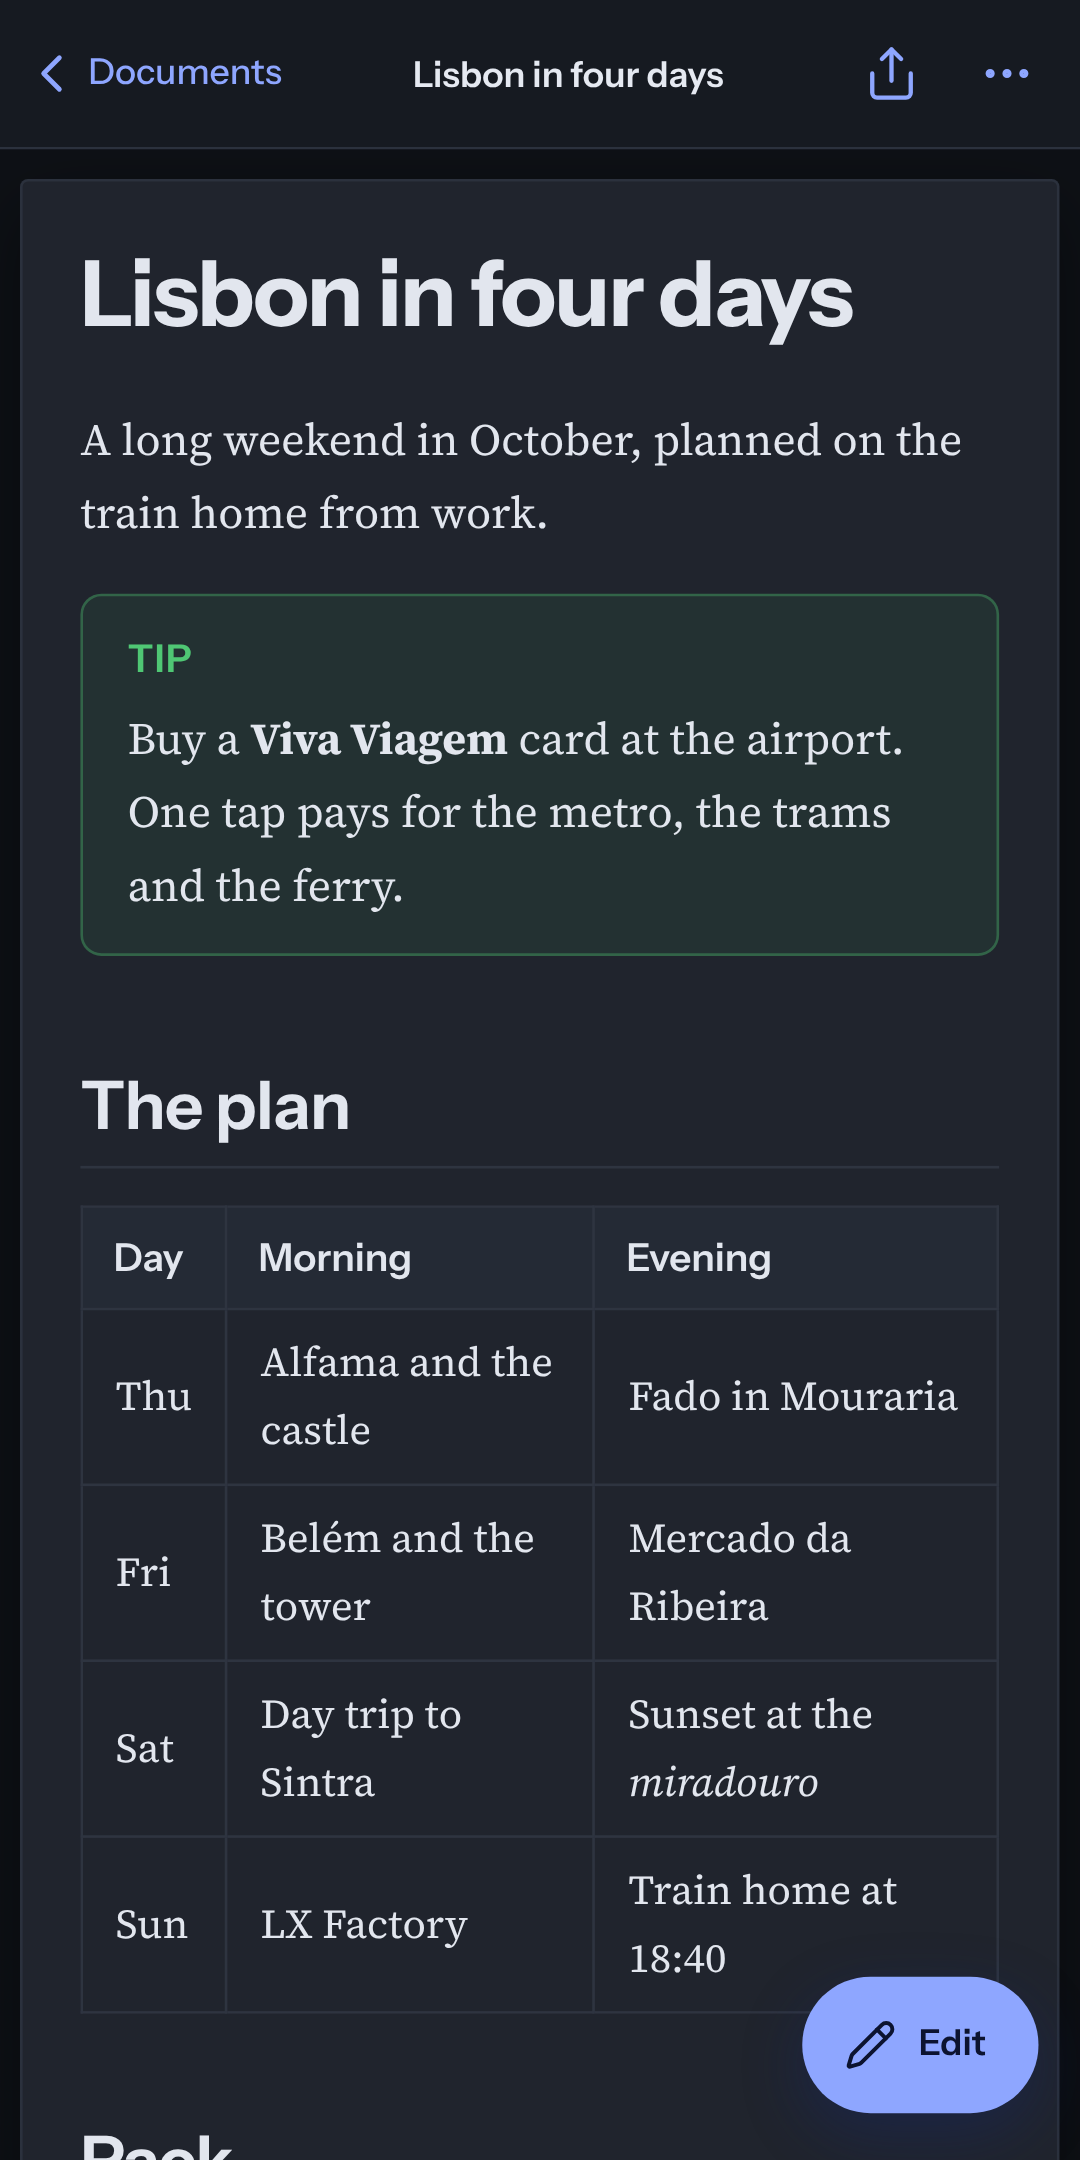 Documents
Lisbon in four days
Lisbon in four days
A long weekend in October, planned on the
train home from work.
TIP
Buy a Viva Viagem card at the airport.
One tap pays for the metro, the trams
and the ferry.
The plan
Day Morning Evening
Thu Alfama and the castle Fado in Mouraria
Fri Belém and the tower Mercado da Ribeira
Sat Day trip to Sintra Sunset at the miradouro
Sun LX Factory Train home at 18:40
Edit
Pack